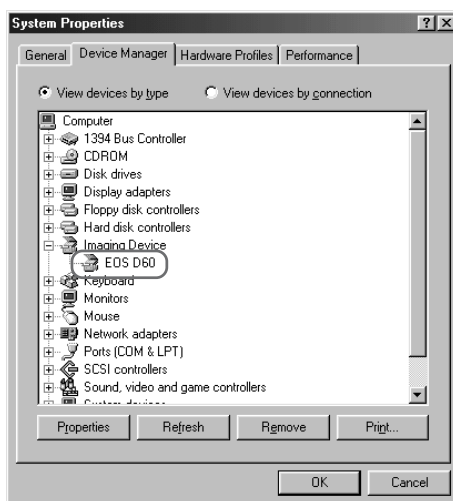 System Properties
General Device Manager Hardware Profiles Performance
View devices by type View devices by connection
Computer
1394 Bus Controller
CDROM
Disk drives
Display adapters
Floppy disk controllers
Hard disk controllers
Imaging Device
EOS D60
Keyboard
Monitors
Mouse
Network adapters
Ports (COM & LPT)
SCSI controllers
Sound, video and game controllers
System devices
Properties Refresh Remove Print...
OK Cancel